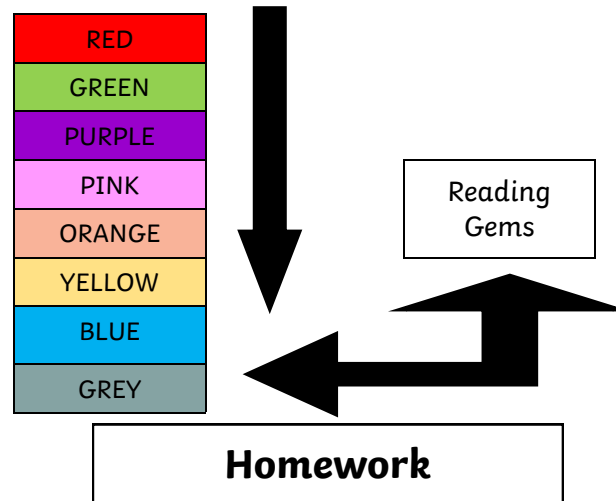 RED
GREEN
PURPLE
PINK
ORANGE
YELLOW
BLUE
GREY
Reading
Gems
Homework